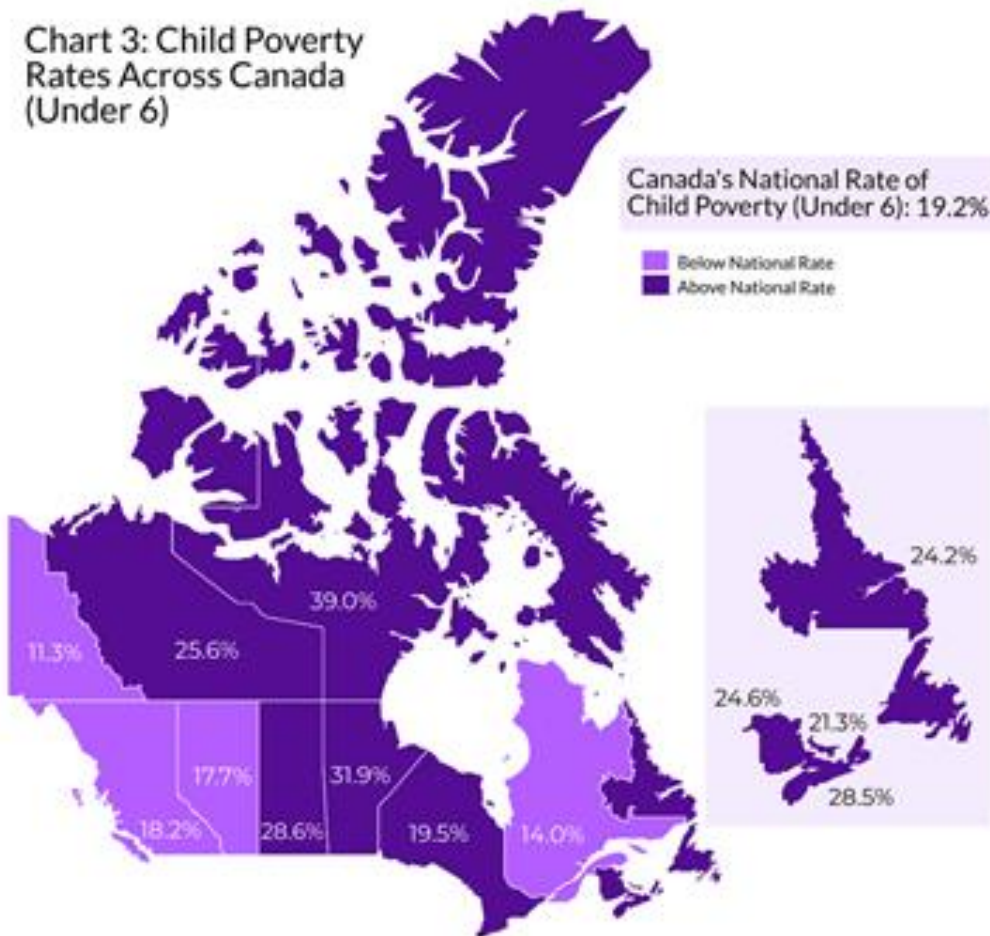 Chart 3: Child Poverty
Rates Across Canada
(Under 6)
Canada's National Rate of
Child Poverty (Under 6): 19.2%
Below National Rate
Above National Rate
24.2%
39.0%
11.3%
25.6%
24.6%
21.3%
17.7%
31.9%
28.5%
18.2%
28.6%
19.5%
14.0%